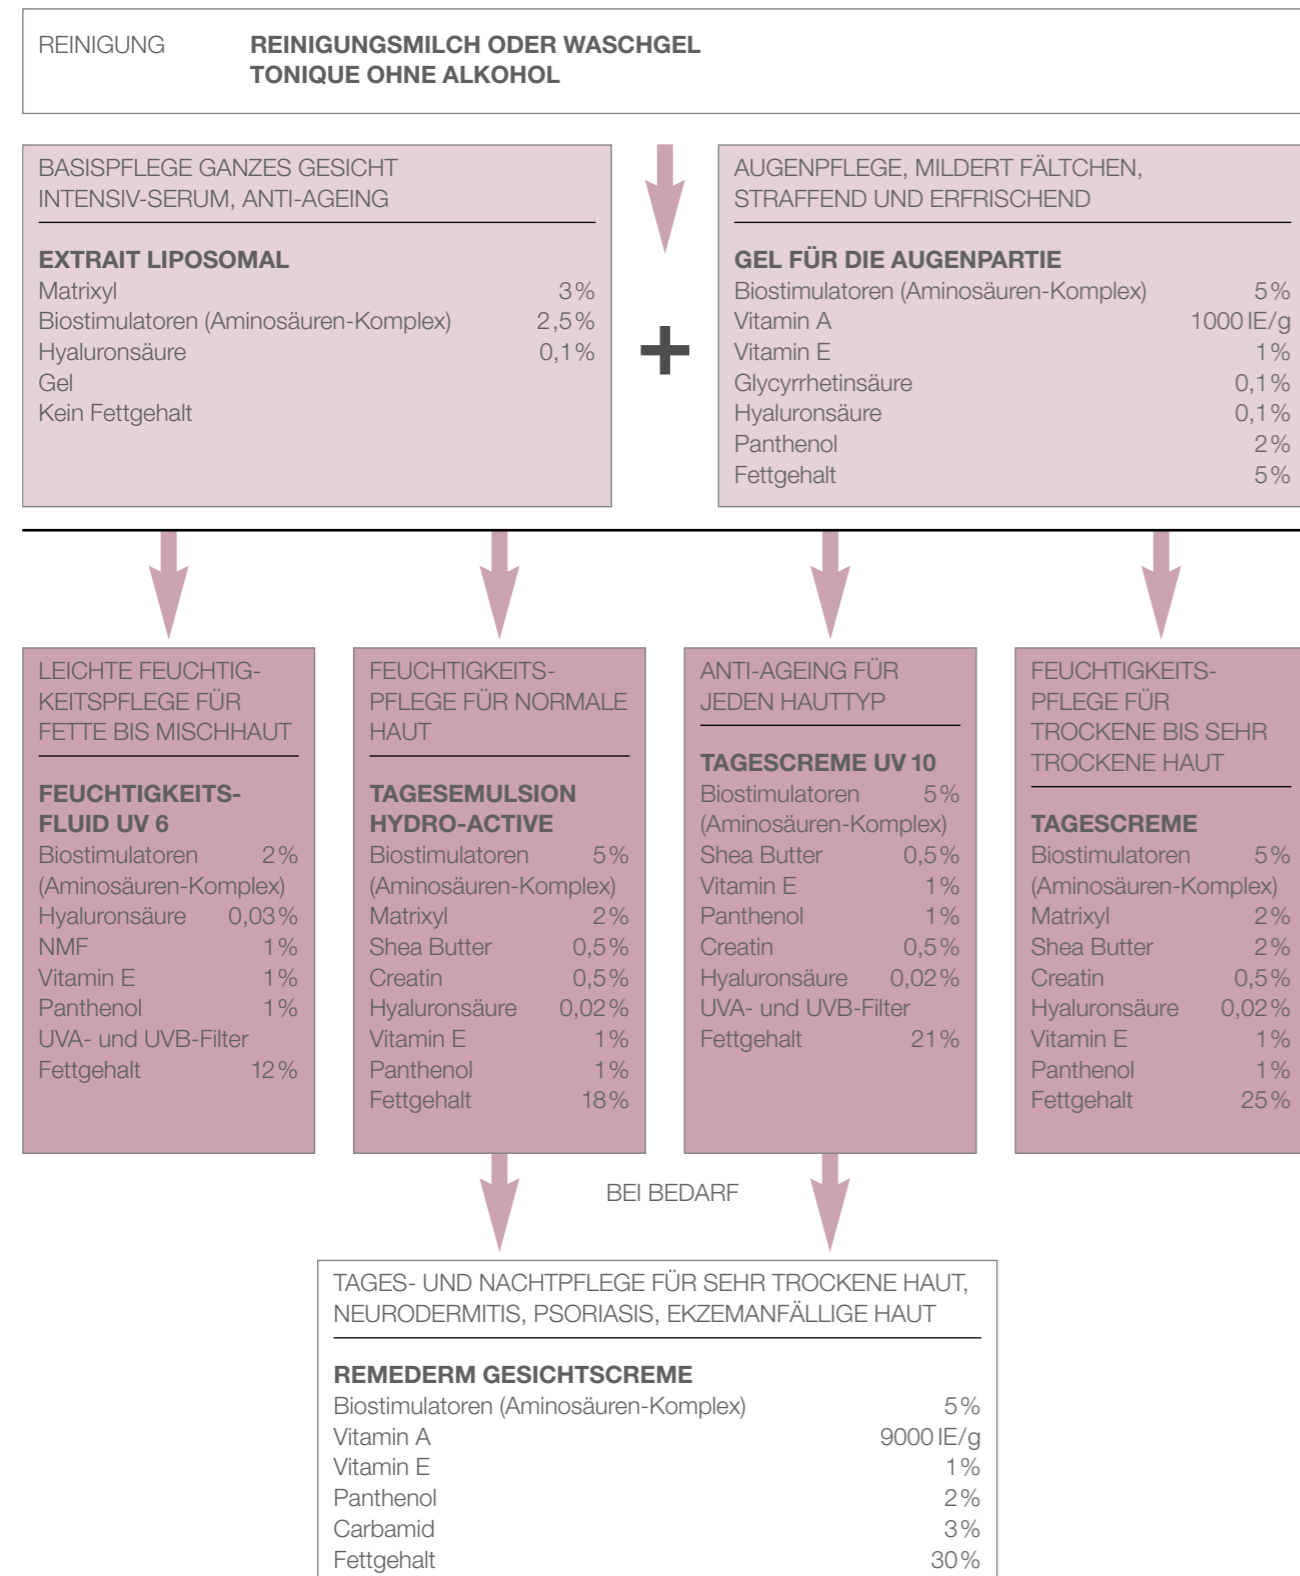 REINIGUNG REINIGUNGSMILCH ODER WASCHGEL
TONIQUE OHNE ALKOHOL
BASISPFLEGE GANZES GESICHT
INTENSIV-SERUM, ANTI-AGEING
EXTRAIT LIPOSOMAL
Matrixyl 3%
Biostimulatoren (Aminosäuren-Komplex) 2,5%
Hyaluronsäure 0,1%
Gel
Kein Fettgehalt
+
AUGENPFLEGE, MILDERT FÄLTCHEN,
STRAFFEND UND ERFRISCHEND
GEL FÜR DIE AUGENPARTIE
Biostimulatoren (Aminosäuren-Komplex) 5%
Vitamin A 1000 IE/g
Vitamin E 1%
Glycyrrhetinsäure 0,1%
Hyaluronsäure 0,1%
Panthenol 2%
Fettgehalt 5%
LEICHTE FEUCHTIG-
KEITSPFLEGE FÜR
FETTE BIS MISCHHAUT
FEUCHTIGKEITS-
FLUID UV 6
Biostimulatoren 2%
(Aminosäuren-Komplex)
Hyaluronsäure 0,03%
NMF 1%
Vitamin E 1%
Panthenol 1%
UVA- und UVB-Filter
Fettgehalt 12%
FEUCHTIGKEITS-
PFLEGE FÜR NORMALE
HAUT
TAGESEMULSION
HYDRO-ACTIVE
Biostimulatoren 5%
(Aminosäuren-Komplex)
Matrixyl 2%
Shea Butter 0,5%
Creatin 0,5%
Hyaluronsäure 0,02%
Vitamin E 1%
Panthenol 1%
Fettgehalt 18%
ANTI-AGEING FÜR
JEDEN HAUTTYP
TAGESCREME UV 10
Biostimulatoren 5%
(Aminosäuren-Komplex)
Shea Butter 0,5%
Vitamin E 1%
Panthenol 1%
Creatin 0,5%
Hyaluronsäure 0,02%
UVA- und UVB-Filter
Fettgehalt 21%
FEUCHTIGKEITS-
PFLEGE FÜR
TROCKENE BIS SEHR
TROCKENE HAUT
TAGESCREME
Biostimulatoren 5%
(Aminosäuren-Komplex)
Matrixyl 2%
Shea Butter 2%
Creatin 0,5%
Hyaluronsäure 0,02%
Vitamin E 1%
Panthenol 1%
Fettgehalt 25%
BEI BEDARF
TAGES- UND NACHTPFLEGE FÜR SEHR TROCKENE HAUT,
NEURODERMITIS, PSORIASIS, EKZEMANFÄLLIGE HAUT
REMEDERM GESICHTSCREME
Biostimulatoren (Aminosäuren-Komplex) 5%
Vitamin A 9000 IE/g
Vitamin E 1%
Panthenol 2%
Carbamid 3%
Fettgehalt 30%